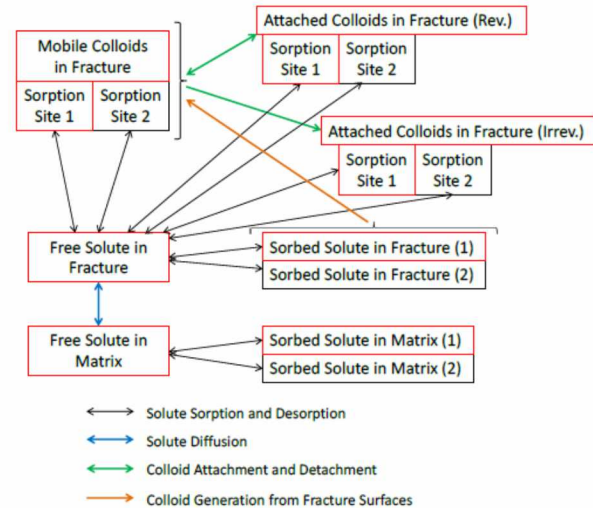 Mobile Colloids
in Fracture
Sorption
Site 1
Sorption
Site 2
Attached Colloids in Fracture (Rev.)
Sorption
Site 1
Sorption
Site 2
Attached Colloids in Fracture (Irrev.)
Sorption
Site 1
Sorption
Site 2
Free Solute in
Fracture
Sorbed Solute in Fracture (1)
Sorbed Solute in Fracture (2)
Free Solute in
Matrix
Sorbed Solute in Matrix (1)
Sorbed Solute in Matrix (2)
Solute Sorption and Desorption
Solute Diffusion
Colloid Attachment and Detachment
Colloid Generation from Fracture Surfaces